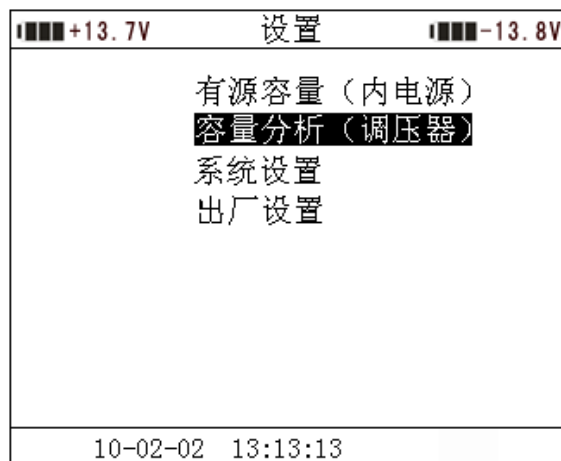 +13.7V 设置 -13.8V
有源容量（内电源）
容量分析（调压器）
系统设置
出厂设置
10-02-02 13:13:13